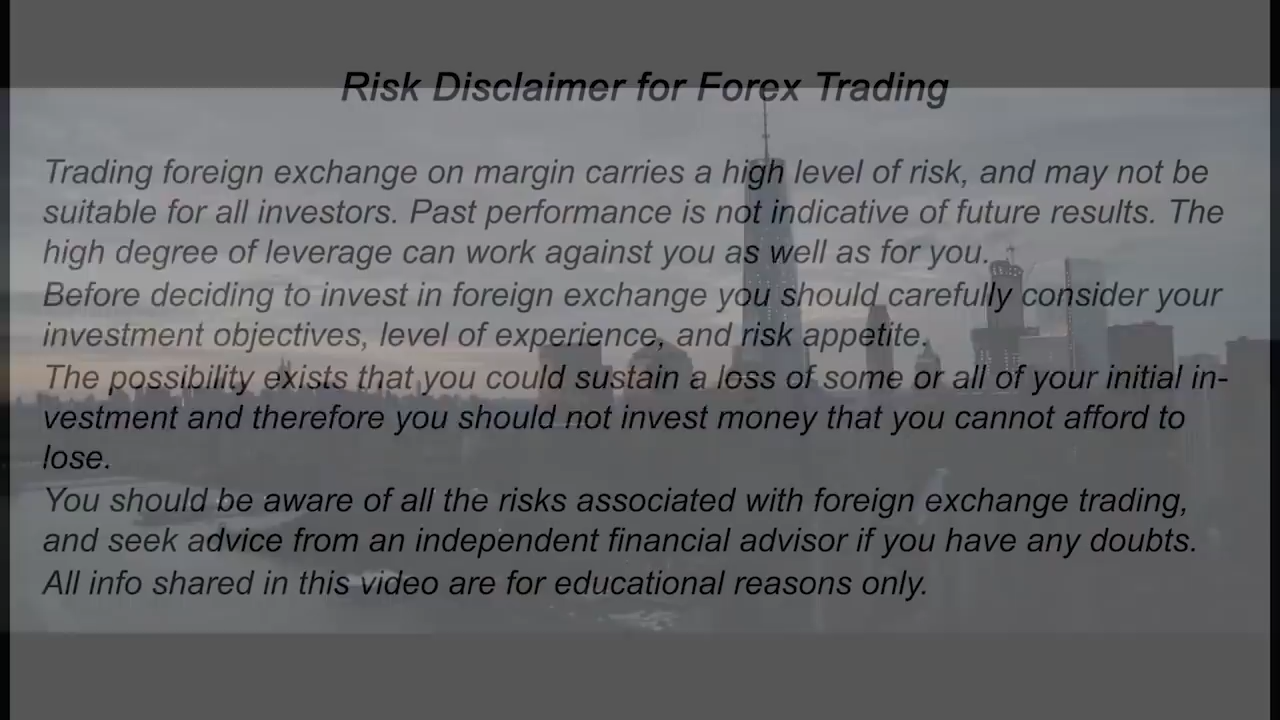 Risk Disclaimer for Forex Trading
Trading foreign exchange on margin carries a high level of risk, and may not be
suitable for all investors. Past performance is not indicative of future results. The
high degree of leverage can work against you as well as for you.
Before deciding to invest in foreign exchange you should carefully consider your
investment objectives, level of experience, and risk appetite.
The possibility exists that you could sustain a loss of some or all of your initial in-
vestment and therefore you should not invest money that you cannot afford to
lose.
You should be aware of all the risks associated with foreign exchange trading,
and seek advice from an independent financial advisor if you have any doubts.
All info shared in this video are for educational reasons only.